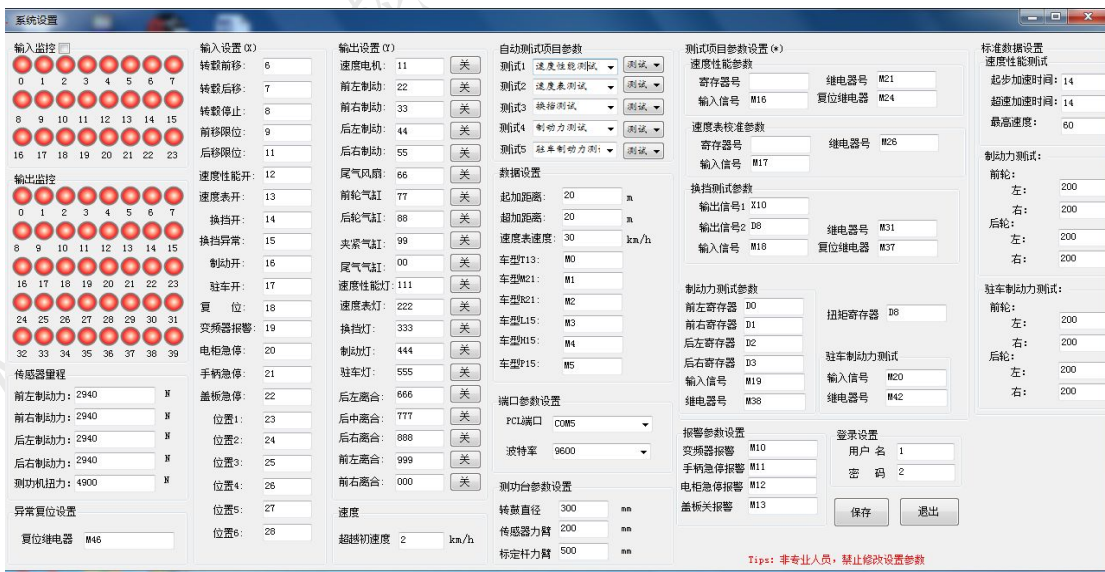 系统设置
输入监控
0 1 2 3 4 5 6 7
8 9 10 11 12 13 14 15
16 17 18 19 20 21 22 23
输出监控
0 1 2 3 4 5 6 7
8 9 10 11 12 13 14 15
16 17 18 19 20 21 22 23
24 25 26 27 28 29 30 31
32 33 34 35 36 37 38 39
传感器里程
前左制动力: 2940 N
前右制动力: 2940 N
后左制动力: 2940 N
后右制动力: 2940 N
测功机扭力: 4900 N
异常复位设置
复位继电器 M46
输入设置(X)
转毂前移: 6
转毂后移: 7
转毂停止: 8
前移限位: 9
后移限位: 11
速度性能开: 12
速度表开: 13
换挡开: 14
换挡异常: 15
制动开: 16
驻车开: 17
复 位: 18
变频器报警: 19
电柜急停: 20
手柄急停: 21
盖板急停: 22
位置1: 23
位置2: 24
位置3: 25
位置4: 26
位置5: 27
位置6: 28
输出设置(Y)
速度电机: 11 关
前左制动: 22 关
前右制动: 33 关
后左制动: 44 关
后右制动: 55 关
尾气风扇: 66 关
前轮气缸 77 关
后轮气缸: 88 关
夹紧气缸: 99 关
尾气气缸: 00 关
速度性能灯: 111 关
速度表灯: 222 关
换挡灯: 333 关
制动灯: 444 关
驻车灯: 555 关
后左离合: 666 关
后中离合: 777 关
后右离合: 888 关
前左离合: 999 关
前右离合: 000 关
速度
超越初速度 2 km/h
自动测试项目参数
测试1 速度性能测试 测试
测试2 速度表测试 测试
测试3 换挡测试 测试
测试4 制动力测试 测试
测试5 驻车制动力测 测试
数据设置
起加距离: 20 m
超加距离: 20 m
速度表速度: 30 km/h
车型T13: M0
车型M21: M1
车型R21: M2
车型L15: M3
车型H15: M4
车型P15: M5
端口参数设置
PCL端口 COM5
波特率 9600
测功台参数设置
转鼓直径 300 mm
传感器力臂 200 mm
标定杆力臂 500 mm
测试项目参数设置(*)
速度性能参数
寄存器号 继电器号 M21
输入信号 M16 复位继电器 M24
速度表校准参数
寄存器号 继电器号 M26
输入信号 M17
换挡测试参数
输出信号1 X10
输出信号2 D8 继电器号 M31
输入信号 M18 复位继电器 M37
制动力测试参数
前左寄存器 D0
前右寄存器 D1
后左寄存器 D2
后右寄存器 D3
输入信号 M19
继电器号 M38
扭矩寄存器 D8
驻车制动力测试
输入信号 M20
继电器号 M42
报警参数设置
变频器报警 M10
手柄急停报警 M11
电柜急停报警 M12
盖板关报警 M13
登录设置
用户 名 1
密 码 2
保存 退出
标准数据设置
速度性能测试
起步加速时间: 14
超速加速时间: 14
最高速度: 60
制动力测试:
前轮:
左: 200
右: 200
后轮:
左: 200
右: 200
驻车制动力测试:
前轮:
左: 200
右: 200
后轮:
左: 200
右: 200
Tips: 非专业人员,禁止修改设置参数